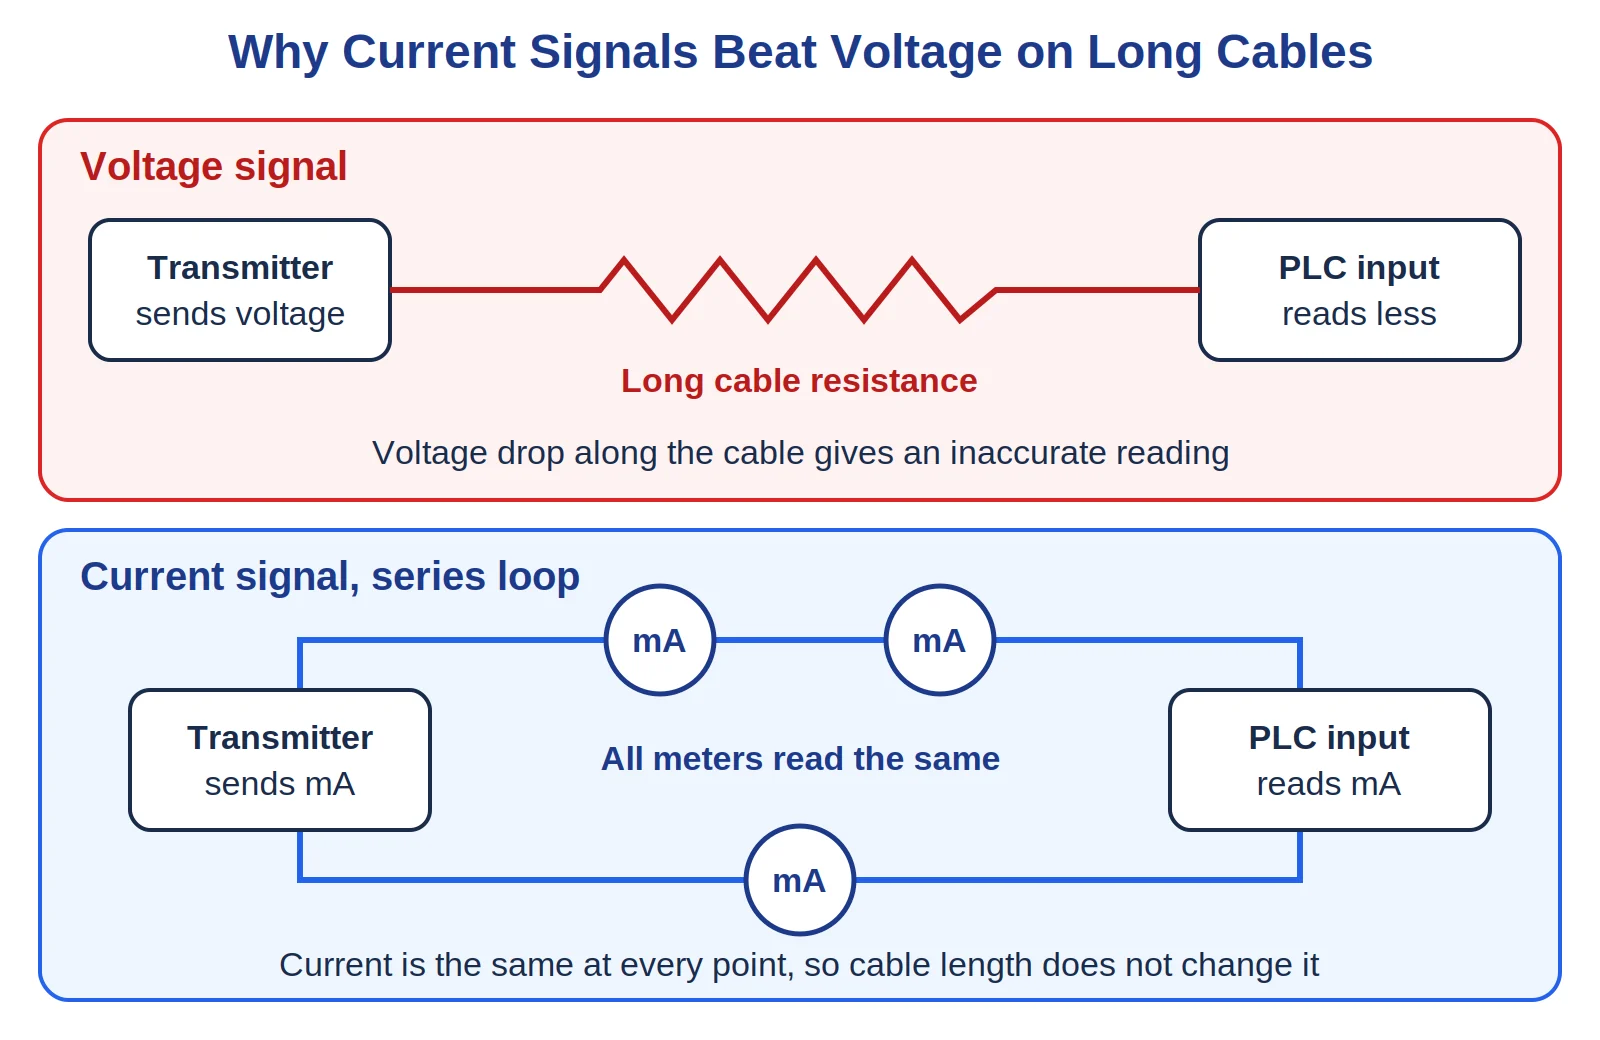 Why Current Signals Beat Voltage on Long Cables
Voltage signal
Transmitter
sends voltage
PLC input
reads less
Long cable resistance
Voltage drop along the cable gives an inaccurate reading
Current signal, series loop
mA
mA
Transmitter
sends mA
All meters read the same
PLC input
reads mA
mA
Current is the same at every point, so cable length does not change it